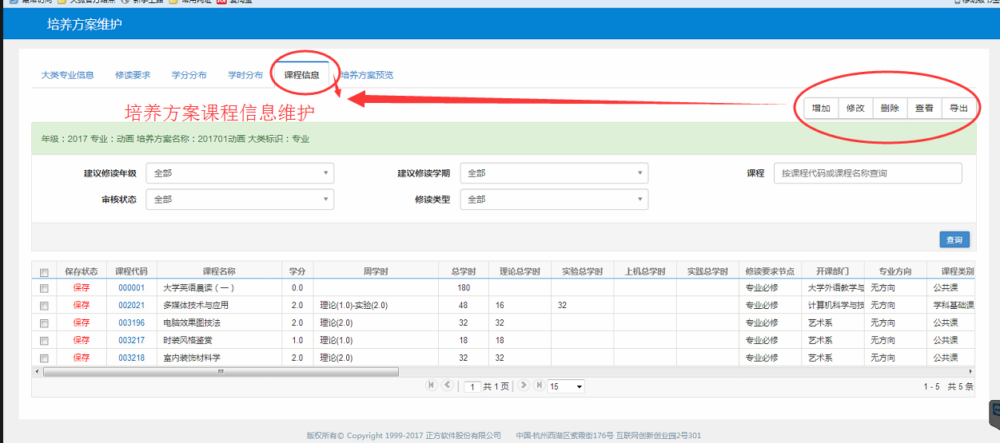 最常访问 火狐官方站点 新手上路 常用网址 爱淘宝 移动版书签
培养方案维护
大类专业信息 修读要求 学分分布 学时分布 课程信息 培养方案预览
增加 修改 删除 查看 导出
培养方案课程信息维护
年级：2017 专业：动画 培养方案名称：201701动画 大类标识：专业
建议修读年级 全部 建议修读学期 全部 课程 按课程代码或课程名称查询
审核状态 全部 修读类型 全部
查询
保存状态 课程代码 课程名称 学分 周学时 总学时 理论总学时 实验总学时 上机总学时 实践总学时 修读要求节点 开课部门 专业方向 课程类别
保存 000001 大学英语晨读（一） 0.0 180 专业必修 大学外语教学与 无方向 公共课
保存 002021 多媒体技术与应用 2.0 理论(1.0)-实验(2.0) 48 16 32 专业必修 计算机科学与技 无方向 学科基础课
保存 003196 电脑效果图技法 2.0 理论(2.0) 32 32 专业必修 艺术系 无方向 公共课
保存 003217 时装风格鉴赏 1.0 理论(1.0) 18 18 专业必修 艺术系 无方向 公共课
保存 003218 室内装饰材料学 2.0 理论(2.0) 32 32 专业必修 艺术系 无方向 公共课
1 共 1 页 15 1 - 5 共 5 条
版权所有© Copyright 1999-2017 正方软件股份有限公司 中国·杭州西湖区紫霞街176号 互联网创新创业园2号301